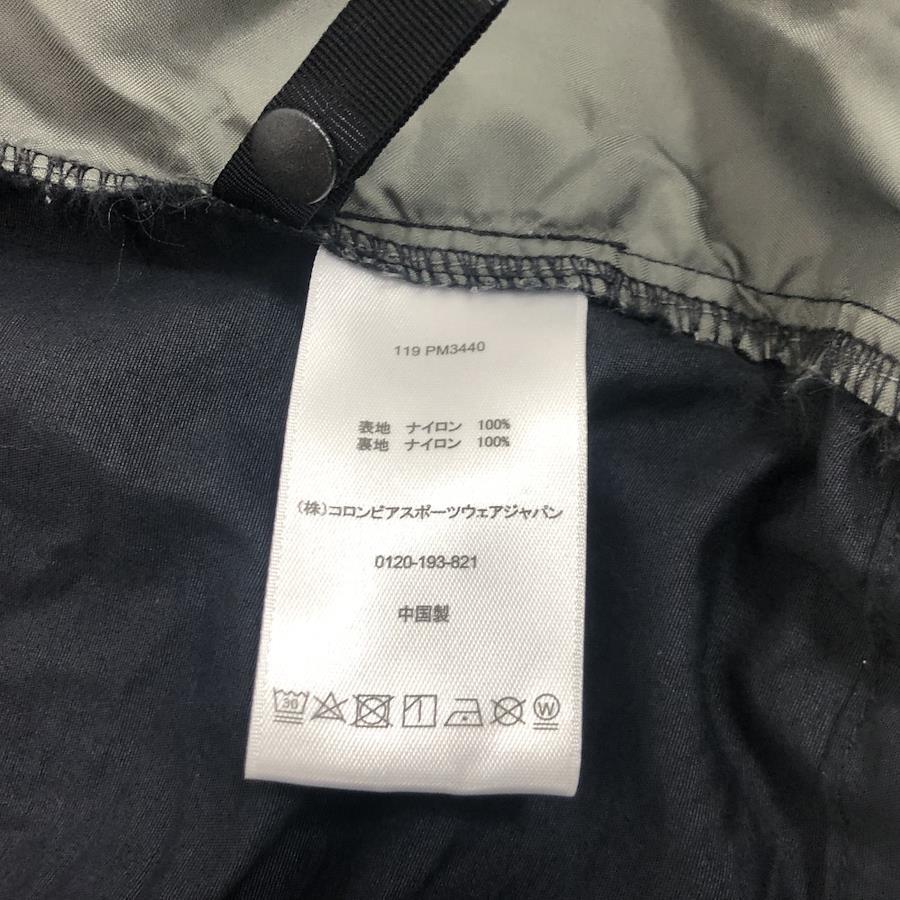 119 PM3440
表地 ナイロン 100%
裏地 ナイロン 100%
(株)コロンビアスポーツウェアジャパン
0120-193-821
中国製
30 W